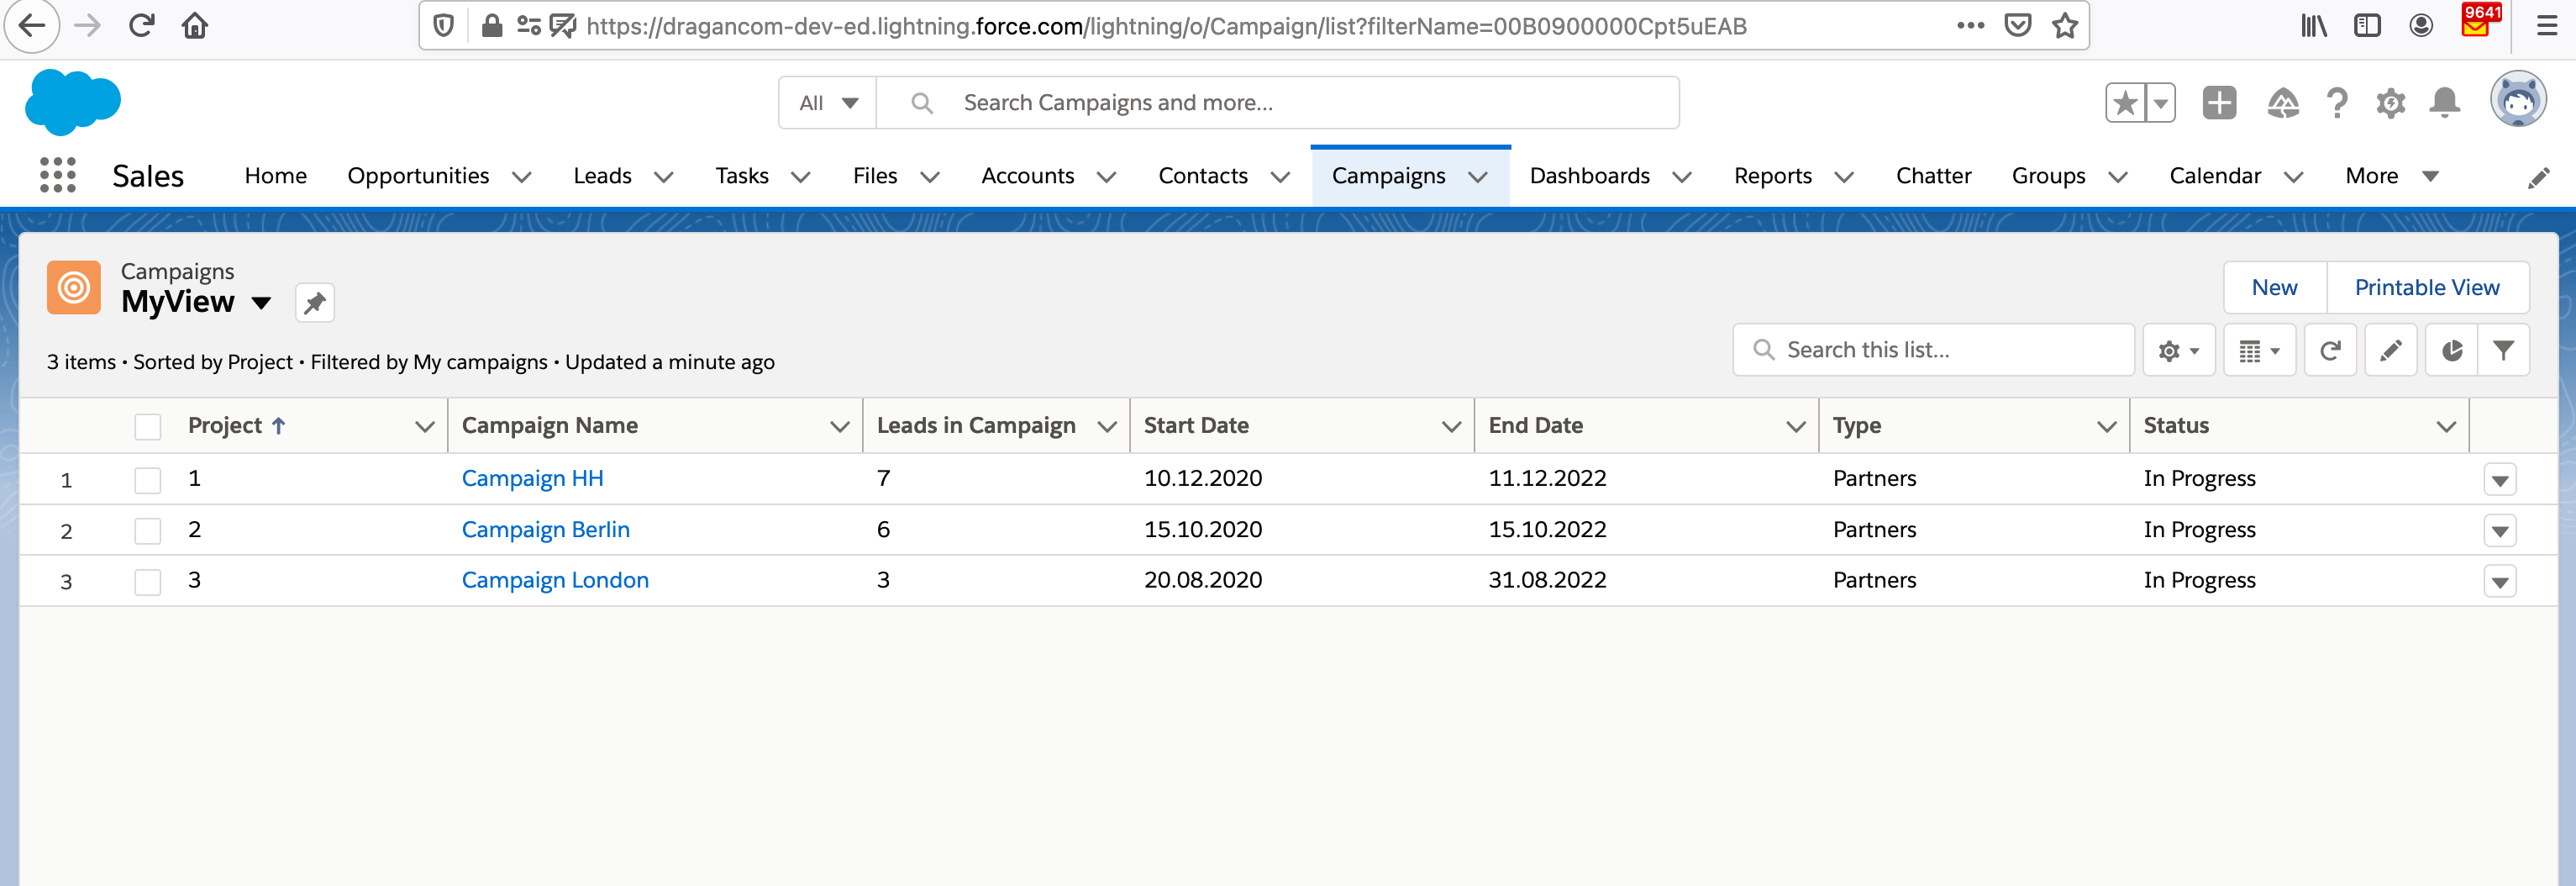 https://dragancom-dev-ed.lightning.force.com/lightning/o/Campaign/list?filterName=00B0900000Cpt5uEAB
9641
All
Search Campaigns and more...
Sales Home Opportunities Leads Tasks Files Accounts Contacts Campaigns Dashboards Reports Chatter Groups Calendar More
Campaigns
MyView
New Printable View
3 items • Sorted by Project • Filtered by My campaigns • Updated a minute ago
Search this list...
Project Campaign Name Leads in Campaign Start Date End Date Type Status
1 1 Campaign HH 7 10.12.2020 11.12.2022 Partners In Progress
2 2 Campaign Berlin 6 15.10.2020 15.10.2022 Partners In Progress
3 3 Campaign London 3 20.08.2020 31.08.2022 Partners In Progress